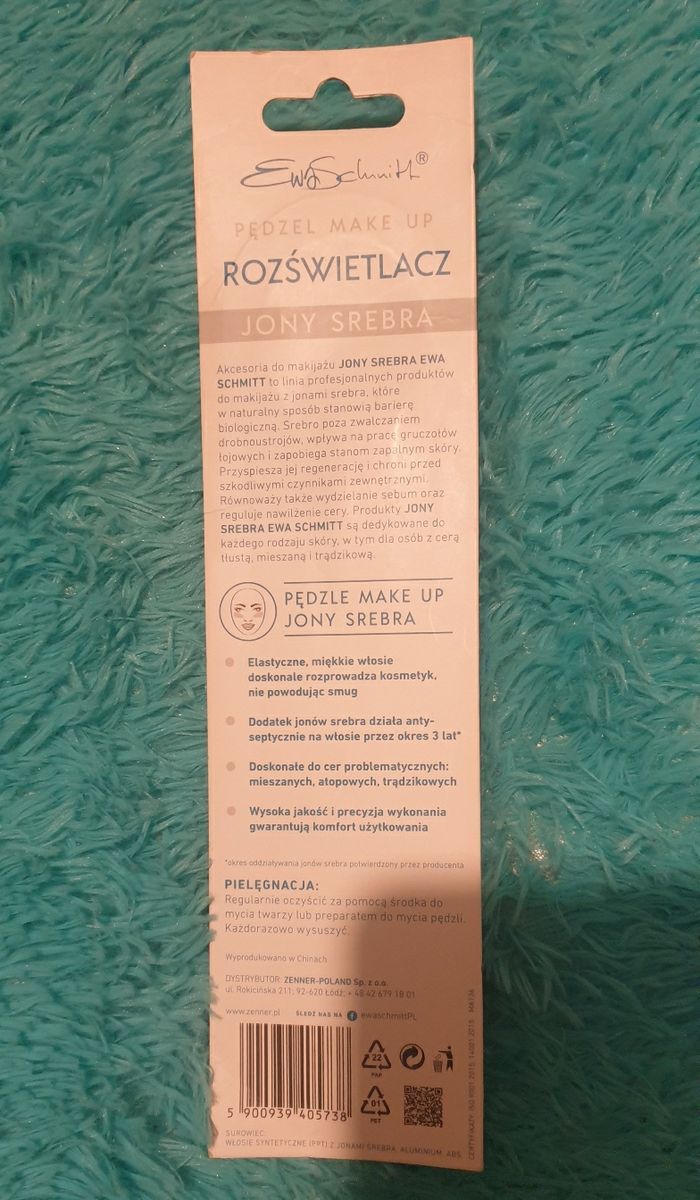 EwaSchmitt®
PĘDZEL MAKE UP
ROZŚWIETLACZ
JONY SREBRA
Akcesoria do makijażu JONY SREBRA EWA
SCHMITT to linia profesjonalnych produktów
do makijażu z jonami srebra, które
w naturalny sposób stanowią barierę
biologiczną. Srebro poza zwalczaniem
drobnoustrojów, wpływa na pracę gruczołów
łojowych i zapobiega stanom zapalnym skóry.
Przyspiesza jej regenerację i chroni przed
szkodliwymi czynnikami zewnętrznymi.
Równoważy także wydzielanie sebum oraz
reguluje nawilżenie cery. Produkty JONY
SREBRA EWA SCHMITT są dedykowane do
każdego rodzaju skóry, w tym dla osób z cerą
tłustą, mieszaną i trądzikową.
PĘDZLE MAKE UP
JONY SREBRA
Elastyczne, miękkie włosie
doskonale rozprowadza kosmetyk,
nie powodując smug
Dodatek jonów srebra działa anty-
septycznie na włosie przez okres 3 lat*
Doskonałe do cer problematycznych:
mieszanych, atopowych, trądzikowych
Wysoka jakość i precyzja wykonania
gwarantują komfort użytkowania
*okres oddziaływania jonów srebra potwierdzony przez producenta
PIELĘGNACJA:
Regularnie oczyścić za pomocą środka do
mycia twarzy lub preparatem do mycia pędzli.
Każdorazowo wysuszyć.
Wyprodukowano w Chinach
DYSTRYBUTOR: ZENNER-POLAND Sp. z o.o.
ul. Rokicińska 211; 92-620 Łódź; + 48 42 679 18 01
www.zenner.pl ŚLEDŹ NAS NA f ewaschmittPL
22
PAP
01
PET
5 900939 405738
SUROWIEC:
WŁOSIE SYNTETYCZNE (PPT) Z JONAMI SREBRA, ALUMINIUM, ABS.
CERTYFIKATY: ISO 9001:2015; 14001:2015